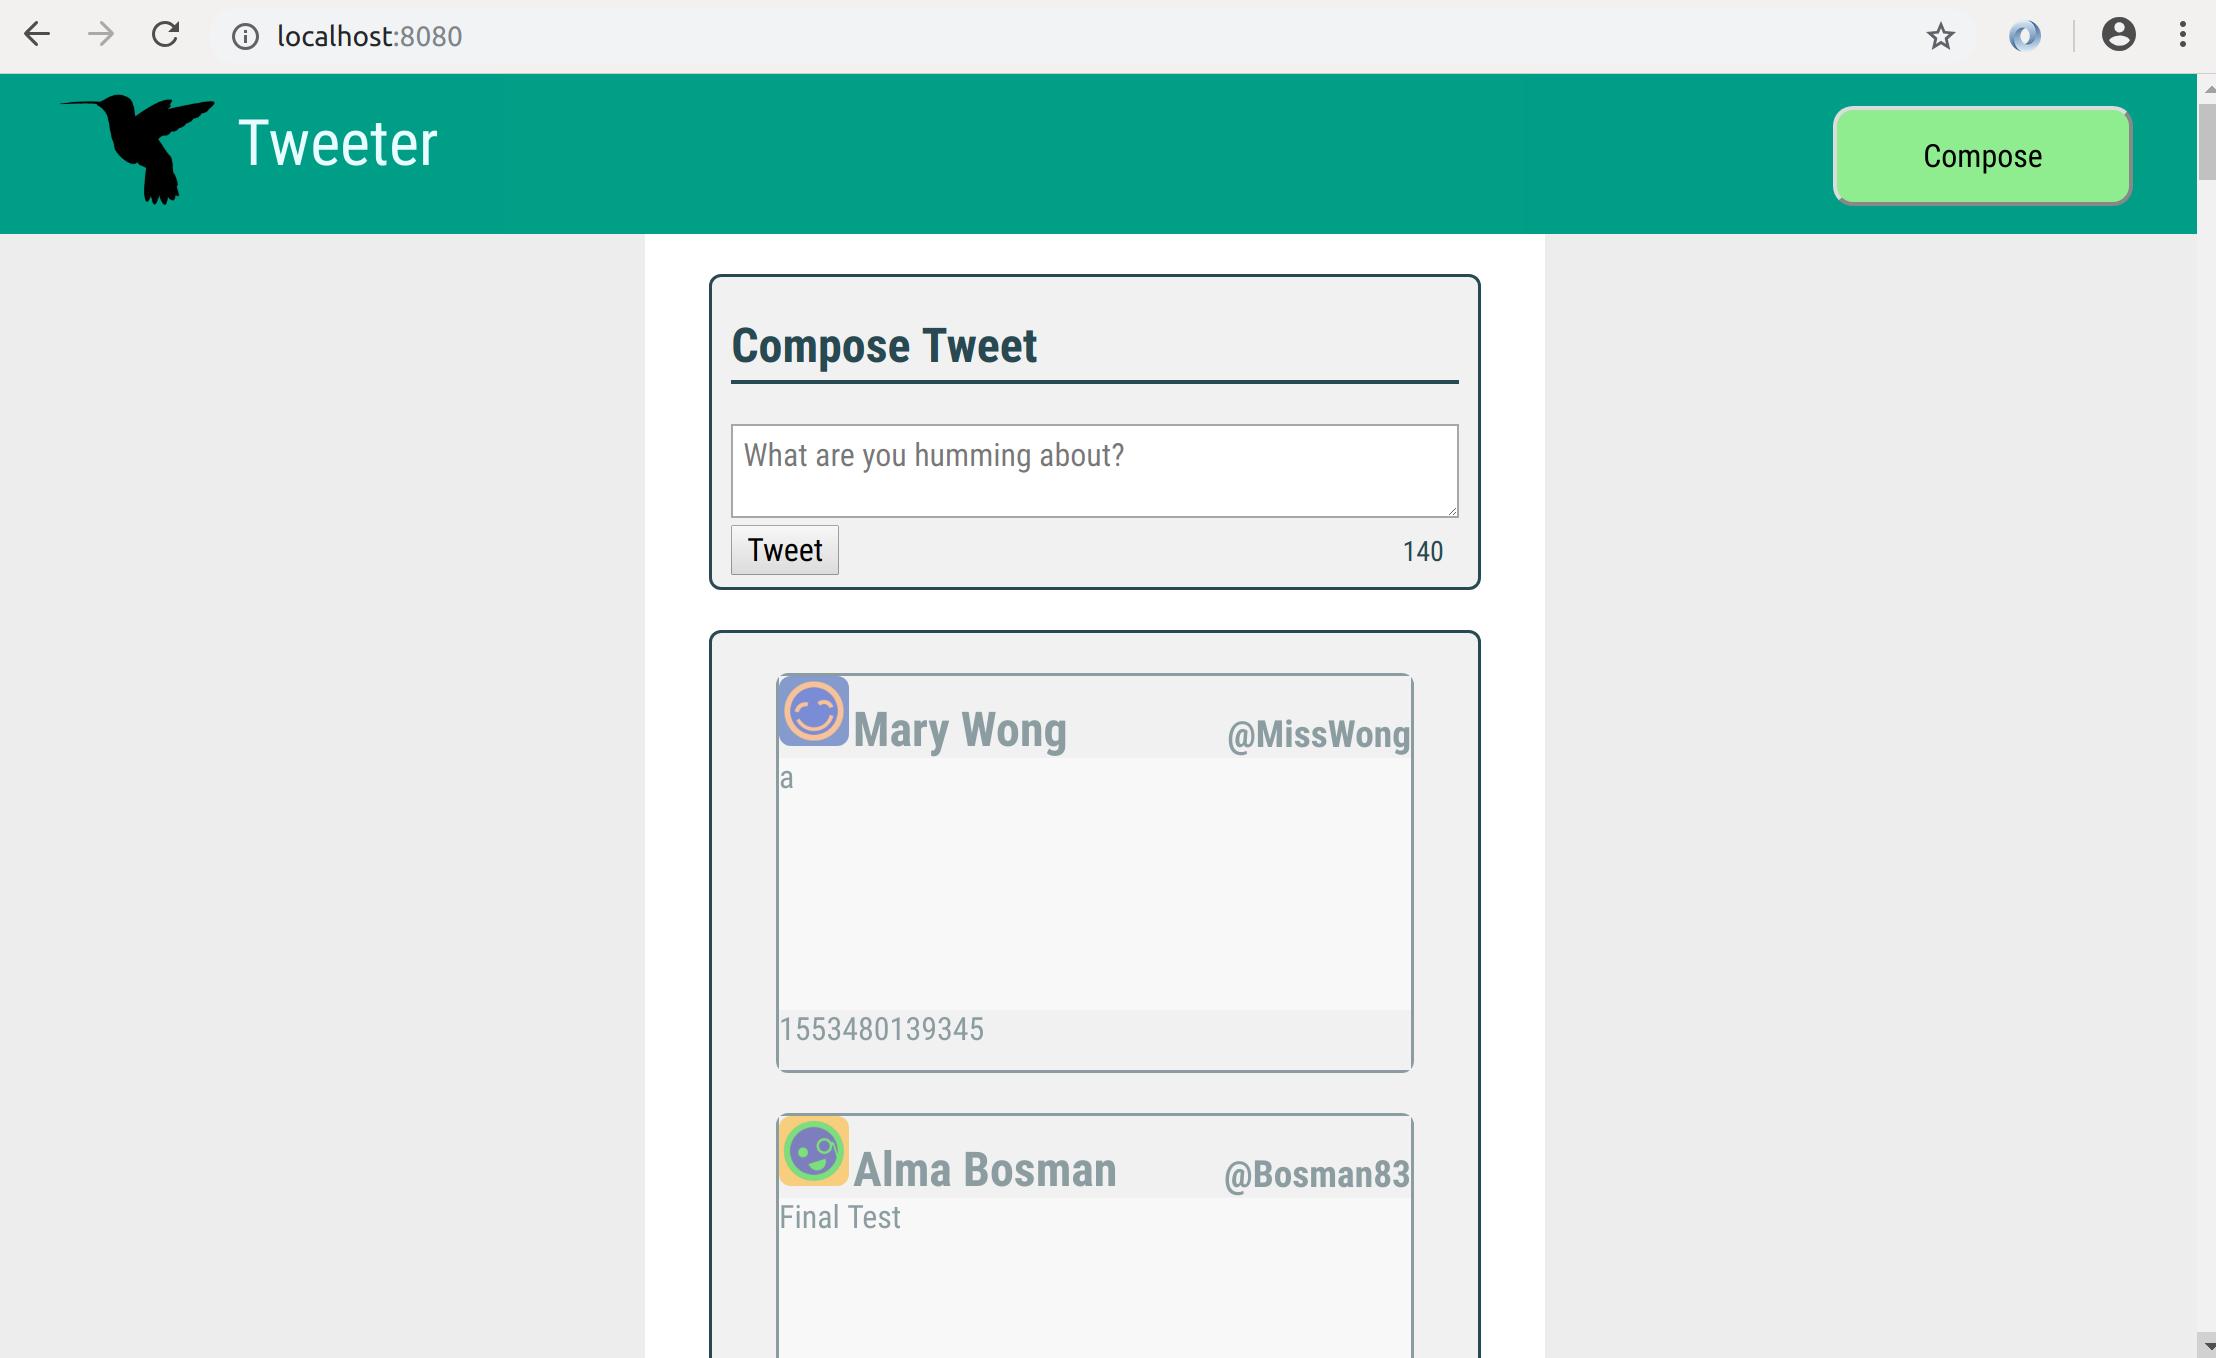 localhost:8080
Tweeter
Compose
Compose Tweet
What are you humming about?
Tweet 140
Mary Wong @MissWong
a
1553480139345
Alma Bosman @Bosman83
Final Test